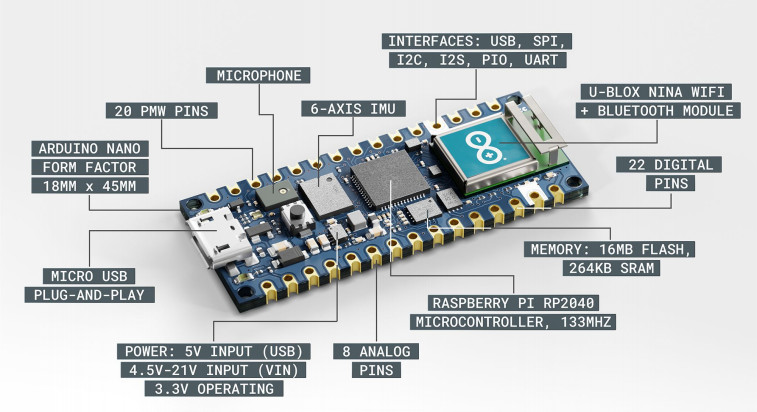 INTERFACES: USB, SPI,
I2C, I2S, PIO, UART
MICROPHONE
U-BLOX NINA WIFI
+ BLUETOOTH MODULE
20 PMW PINS
6-AXIS IMU
ARDUINO NANO
FORM FACTOR
18MM x 45MM
22 DIGITAL
PINS
MEMORY: 16MB FLASH,
264KB SRAM
MICRO USB
PLUG-AND-PLAY
RASPBERRY PI RP2040
MICROCONTROLLER, 133MHZ
POWER: 5V INPUT (USB)
4.5V-21V INPUT (VIN)
3.3V OPERATING
8 ANALOG
PINS